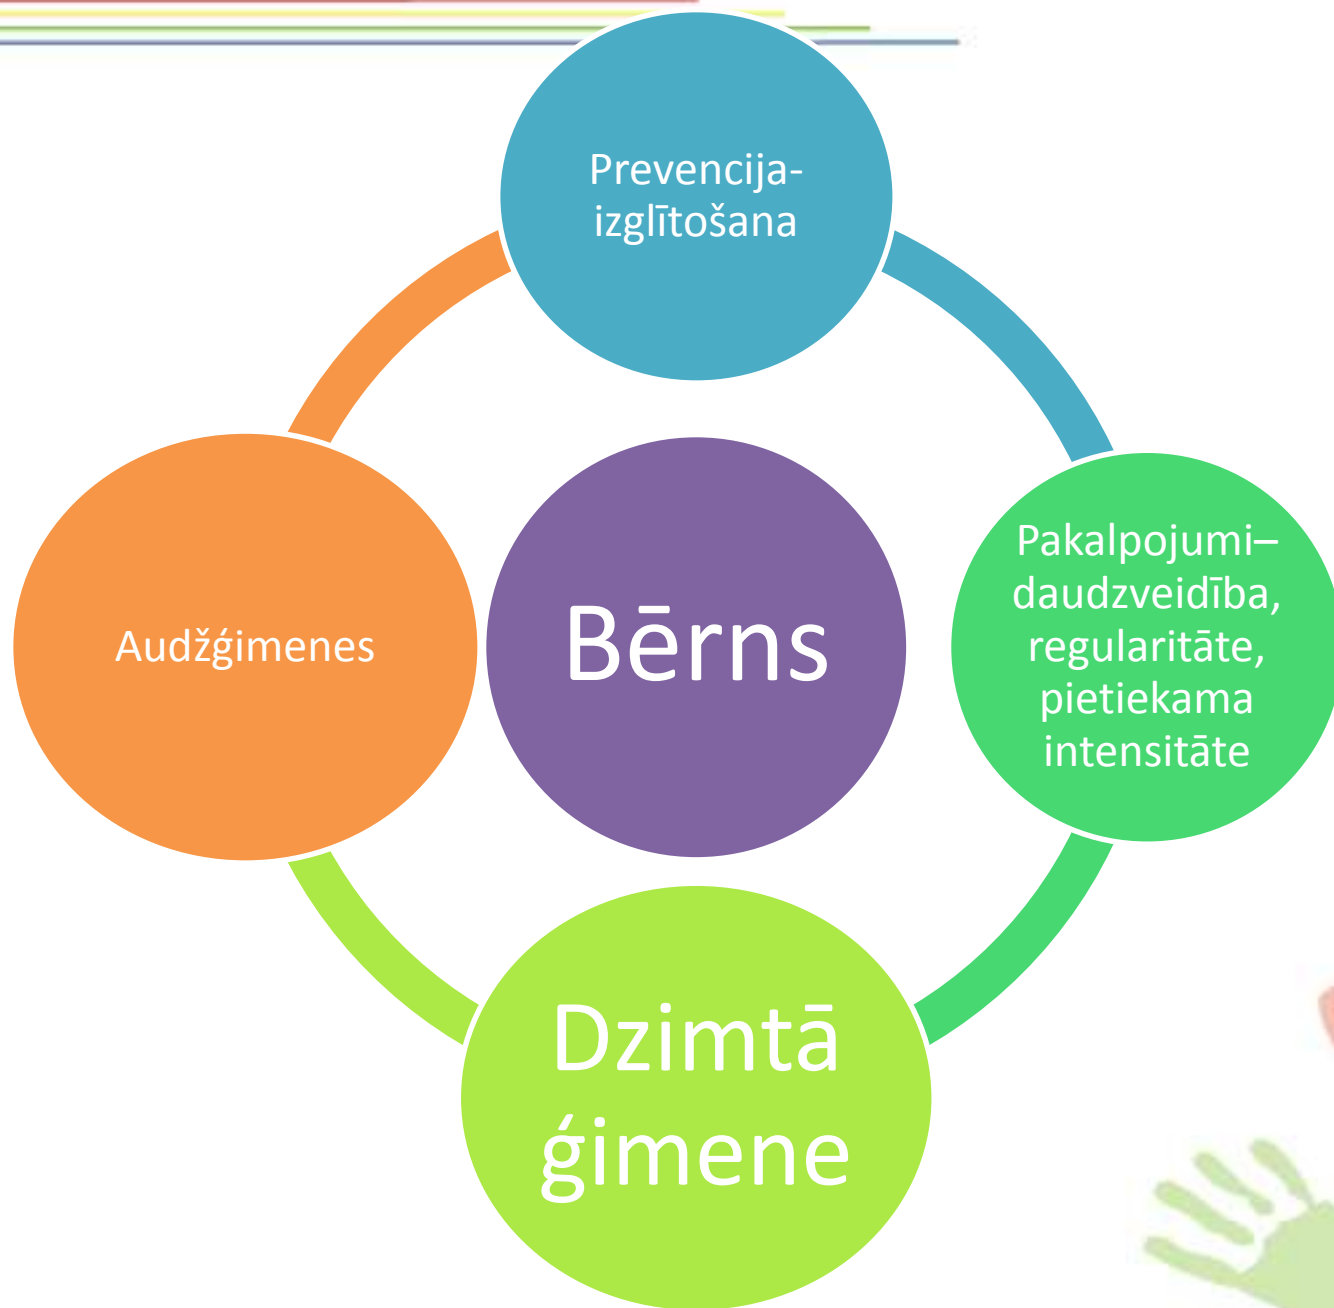 Prevencija-
izglītošana
Audžģimenes
Bērns
Pakalpojumi–
daudzveidība,
regularitāte,
pietiekama
intensitāte
Dzimtā
ģimene